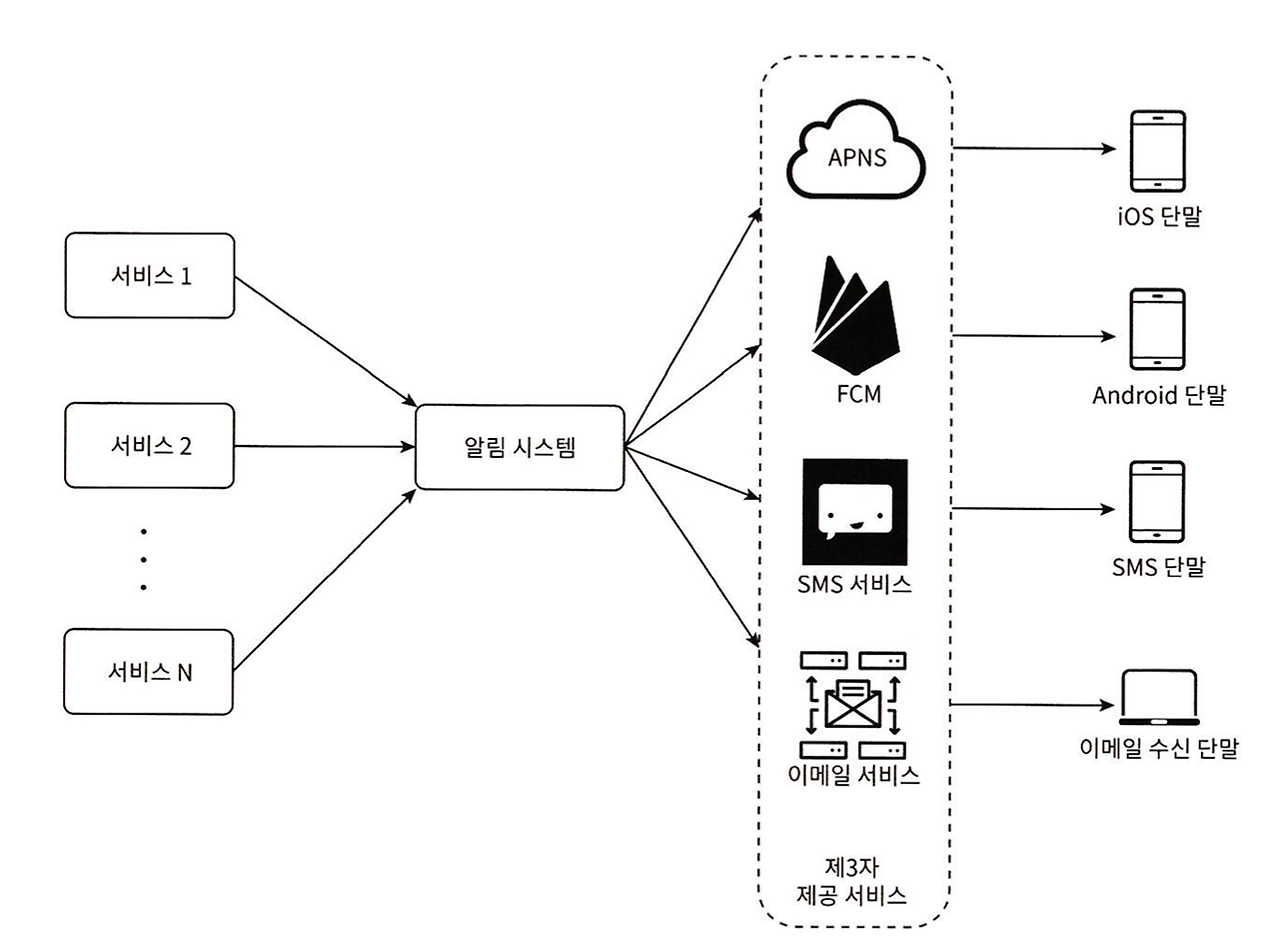 APNS
iOS 단말
서비스 1
FCM
Android 단말
서비스 2
알림 시스템
SMS 서비스
SMS 단말
서비스 N
이메일 서비스
이메일 수신 단말
제3자
제공 서비스